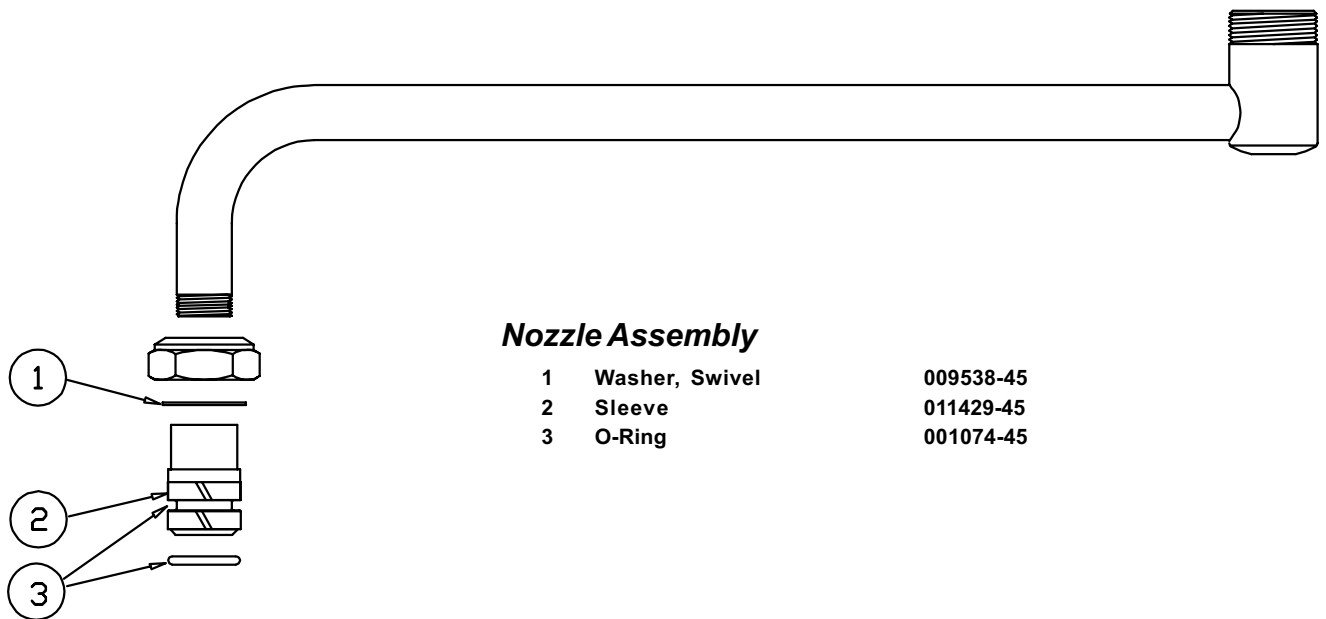 Nozzle Assembly
1 Washer, Swivel 009538-45
2 Sleeve 011429-45
3 O-Ring 001074-45
1
2
3